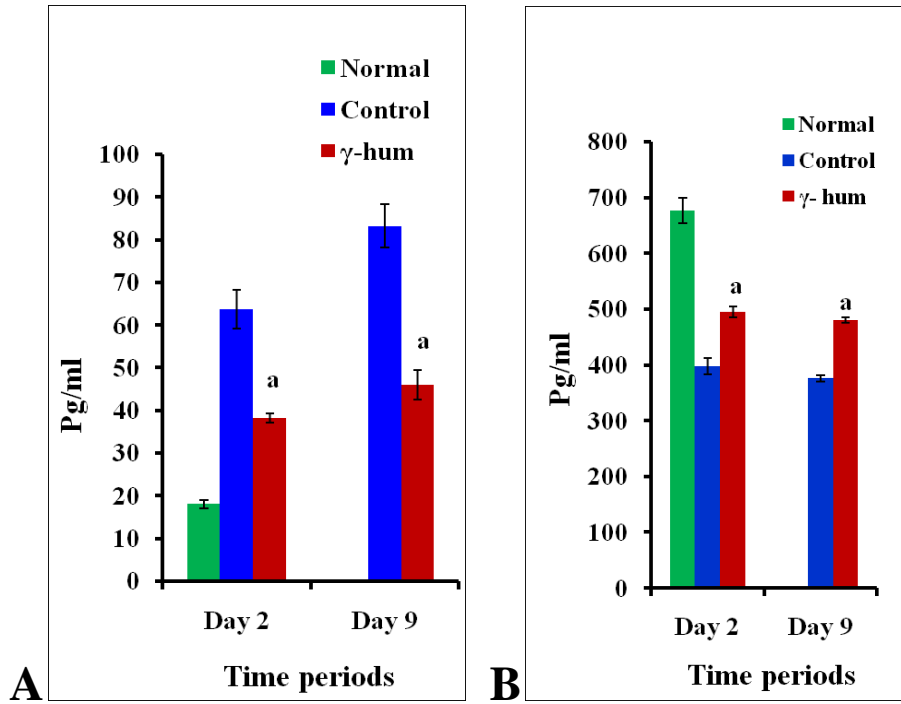 Normal
Control
γ-hum
100
90
80
70
60
50
40
30
20
10
0
Pg/ml
a
a
Day 2 Day 9
Time periods
A
Normal
Control
γ- hum
800
700
600
500
400
300
200
100
0
Pg/ml
a
a
Day 2 Day 9
Time periods
B